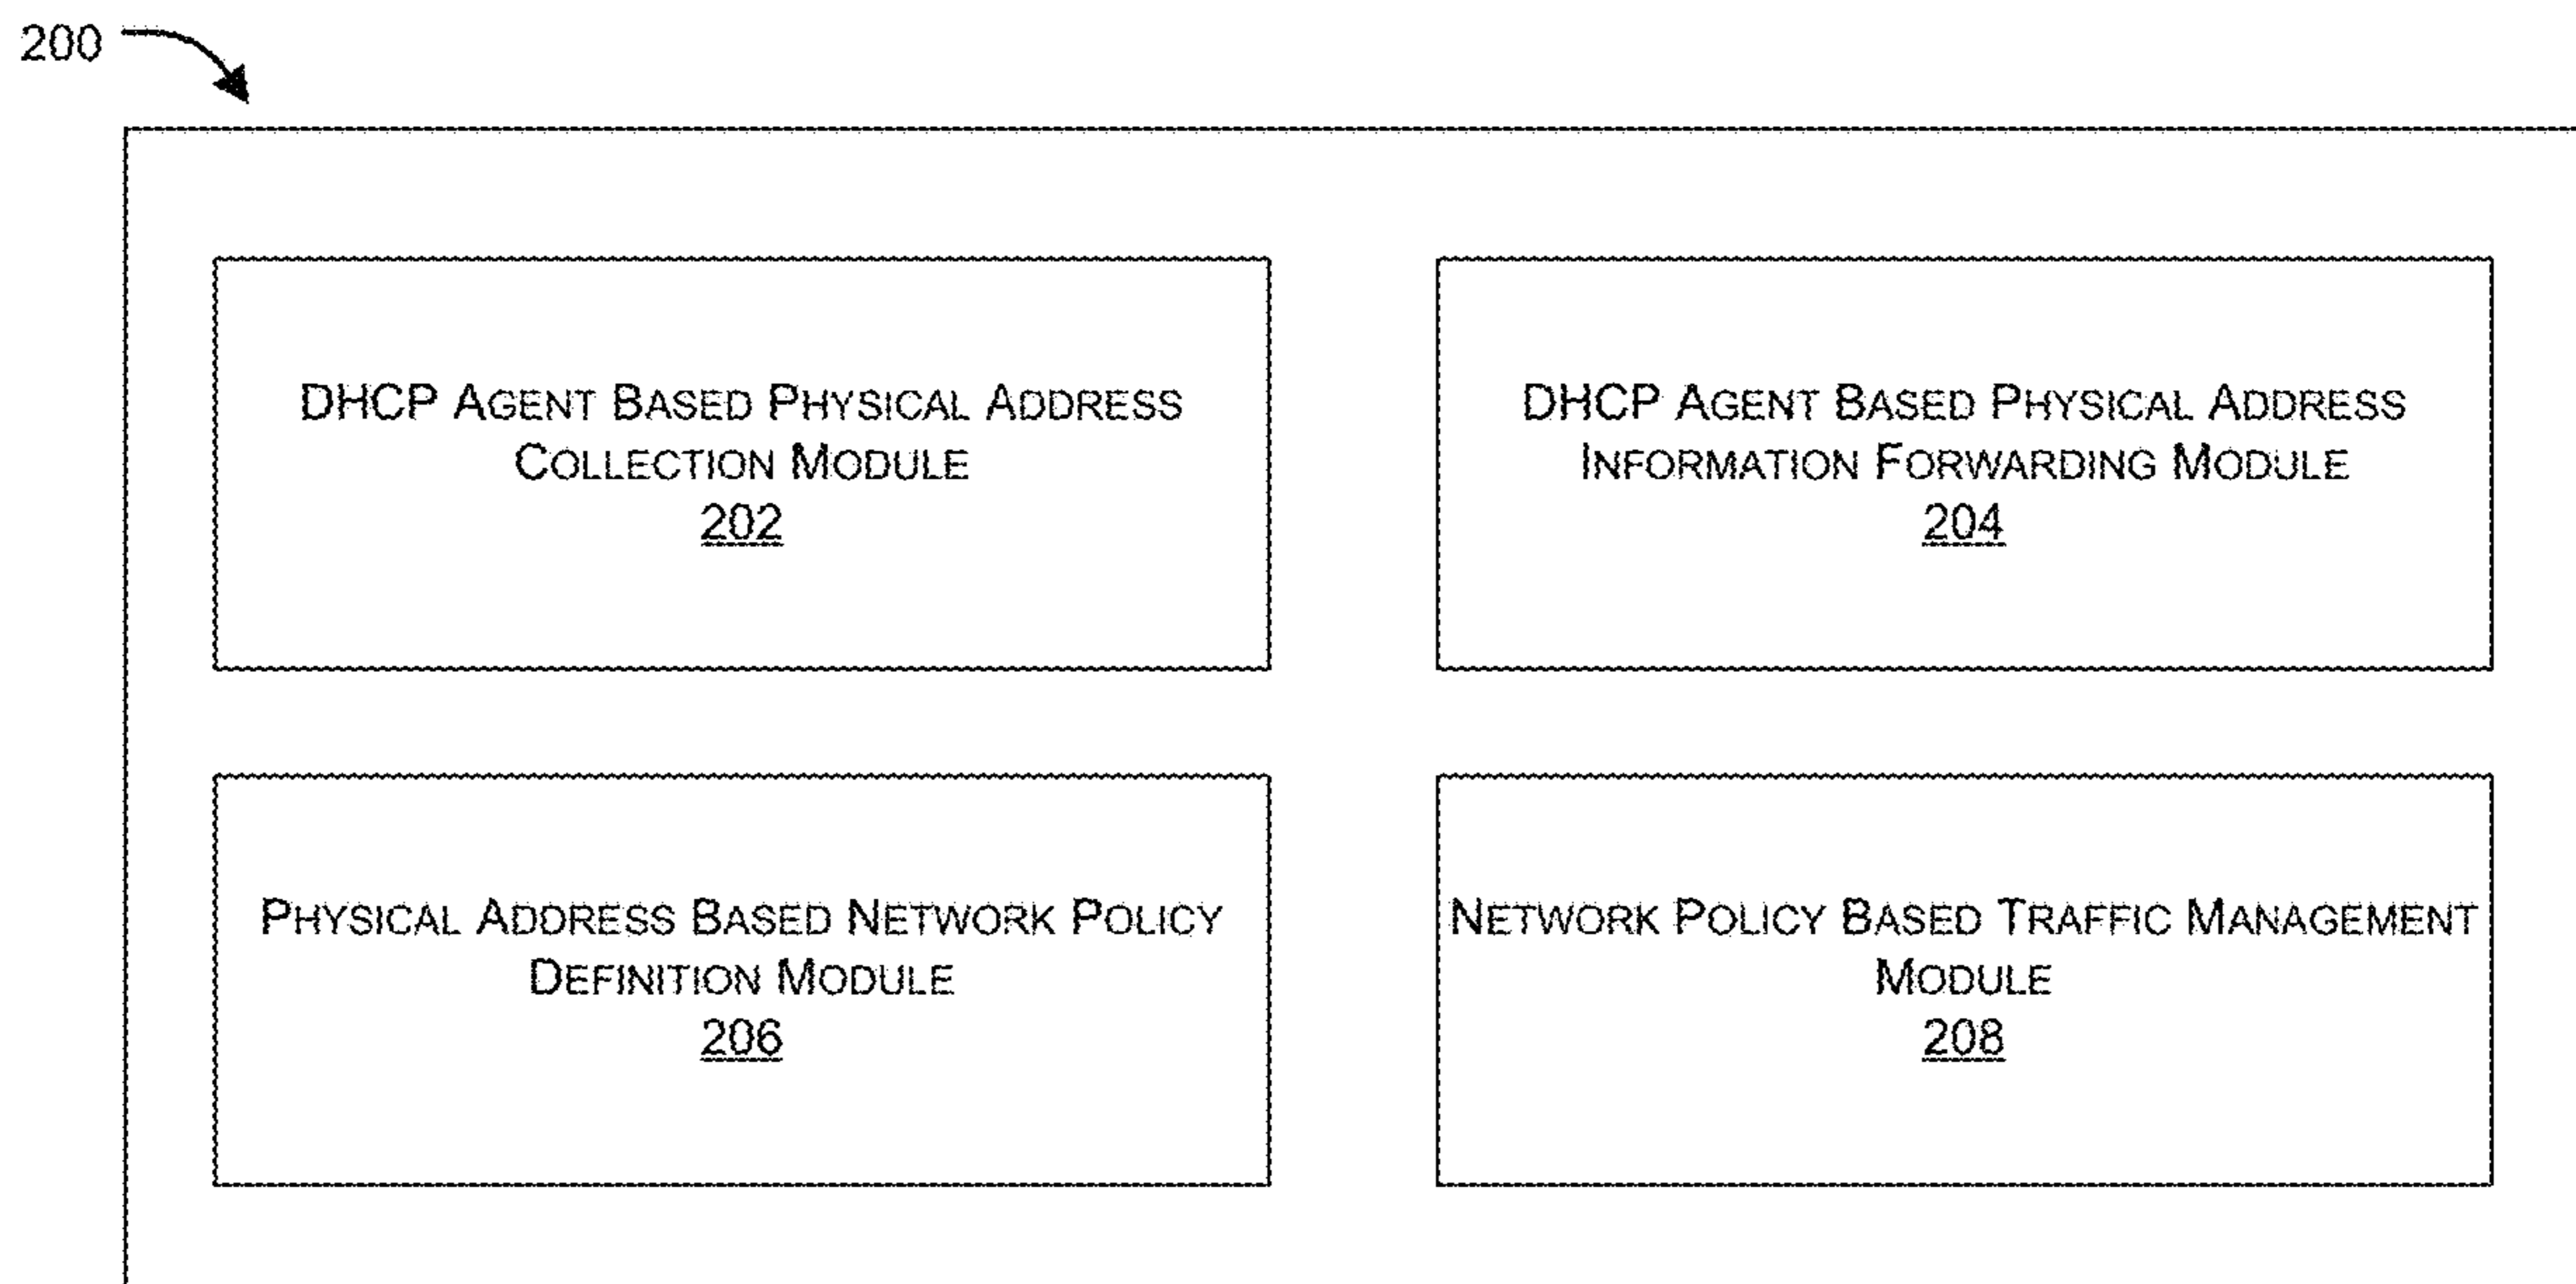 200
DHCP AGENT BASED PHYSICAL ADDRESS
COLLECTION MODULE
202
DHCP AGENT BASED PHYSICAL ADDRESS
INFORMATION FORWARDING MODULE
204
PHYSICAL ADDRESS BASED NETWORK POLICY
DEFINITION MODULE
206
NETWORK POLICY BASED TRAFFIC MANAGEMENT
MODULE
208